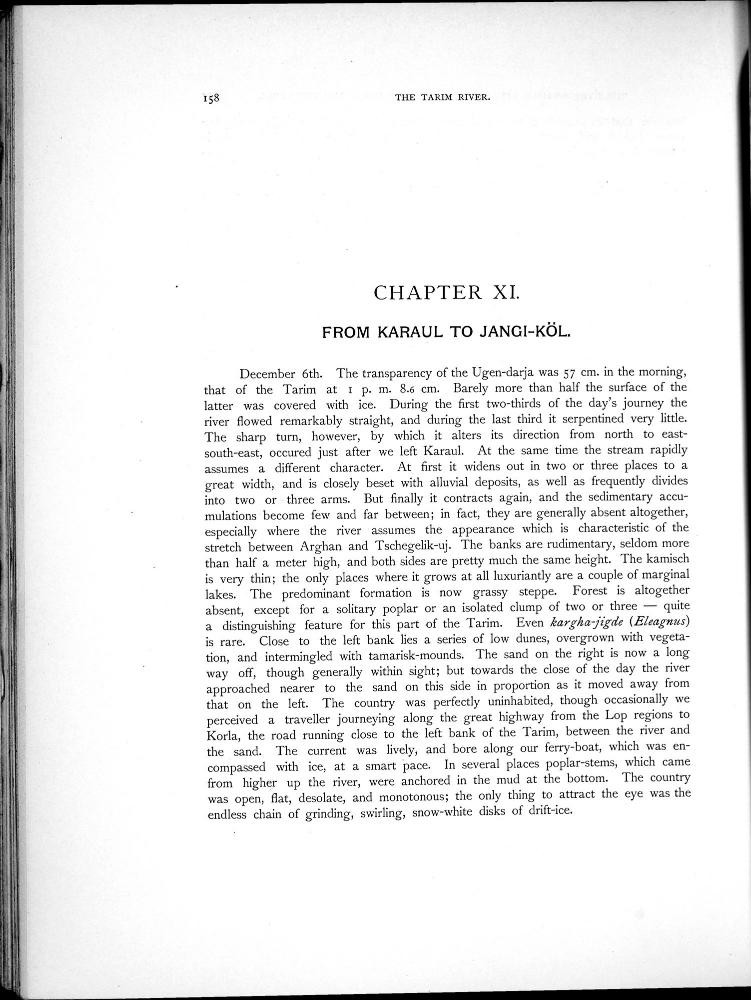 158
THE TARIM RIVER.
CHAPTER XI.
FROM KARAUL TO JANGI-KÖL.
December 6th. The transparency of the Ugen-darja was 57 cm. in the morning,
that of the Tarim at 1 p. m. 8.6 cm. Barely more than half the surface of the
latter was covered with ice. During the first two-thirds of the day's journey the
river flowed remarkably straight, and during the last third it serpentined very little.
The sharp turn, however, by which it alters its direction from north to east-
south-east, occured just after we left Karaul. At the same time the stream rapidly
assumes a different character. At first it widens out in two or three places to a
great width, and is closely beset with alluvial deposits, as well as frequently divides
into two or three arms. But finally it contracts again, and the sedimentary accu-
mulations become few and far between; in fact, they are generally absent altogether,
especially where the river assumes the appearance which is characteristic of the
stretch between Arghan and Tschegelik-uj. The banks are rudimentary, seldom more
than half a meter high, and both sides are pretty much the same height. The kamisch
is very thin; the only places where it grows at all luxuriantly are a couple of marginal
lakes. The predominant formation is now grassy steppe. Forest is altogether
absent, except for a solitary poplar or an isolated clump of two or three — quite
a distinguishing feature for this part of the Tarim. Even kargha-jigde (Eleagnus)
is rare. Close to the left bank lies a series of low dunes, overgrown with vegeta-
tion, and intermingled with tamarisk-mounds. The sand on the right is now a long
way off, though generally within sight; but towards the close of the day the river
approached nearer to the sand on this side in proportion as it moved away from
that on the left. The country was perfectly uninhabited, though occasionally we
perceived a traveller journeying along the great highway from the Lop regions to
Korla, the road running close to the left bank of the Tarim, between the river and
the sand. The current was lively, and bore along our ferry-boat, which was en-
compassed with ice, at a smart pace. In several places poplar-stems, which came
from higher up the river, were anchored in the mud at the bottom. The country
was open, flat, desolate, and monotonous; the only thing to attract the eye was the
endless chain of grinding, swirling, snow-white disks of drift-ice.